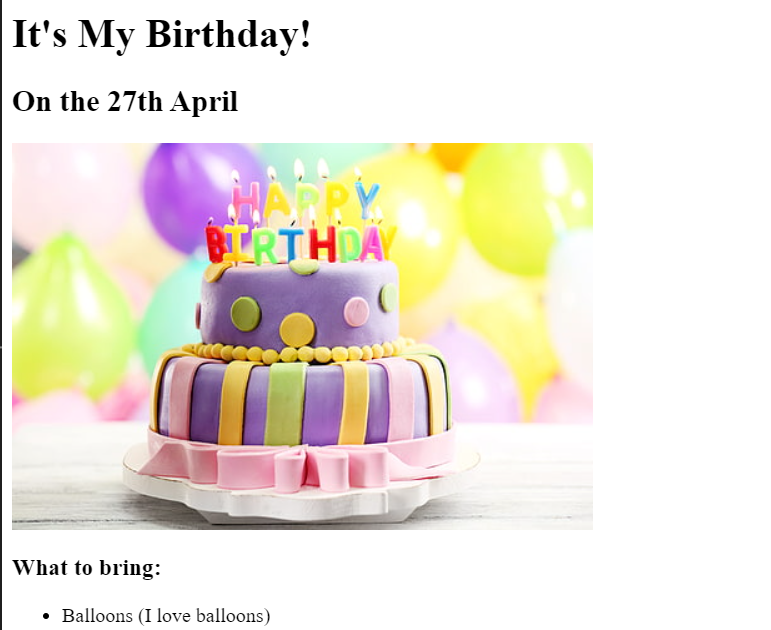 It's My Birthday!
On the 27th April
HAPPY
BIRTHDAY
What to bring:
Balloons (I love balloons)